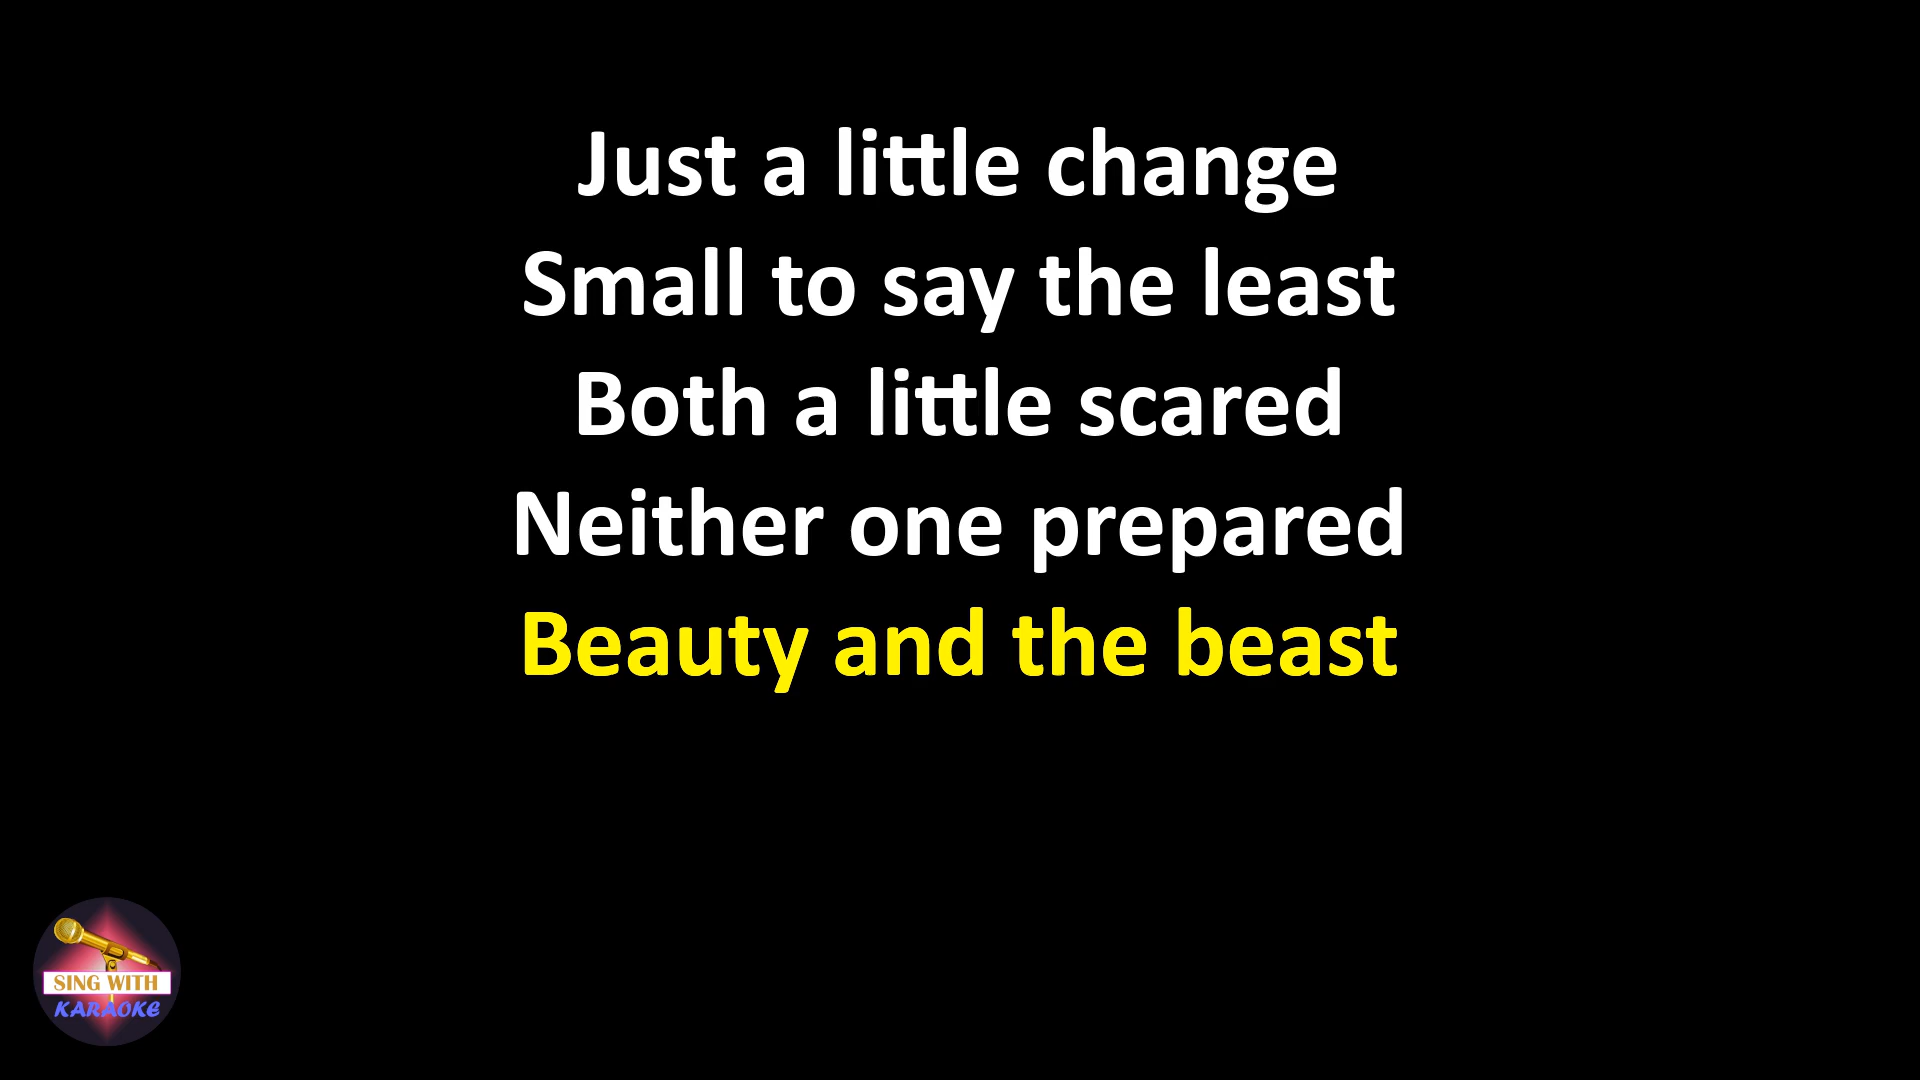 Just a little change
Small to say the least
Both a little scared
Neither one prepared
Beauty and the beast
SING WITH
KARAOKE